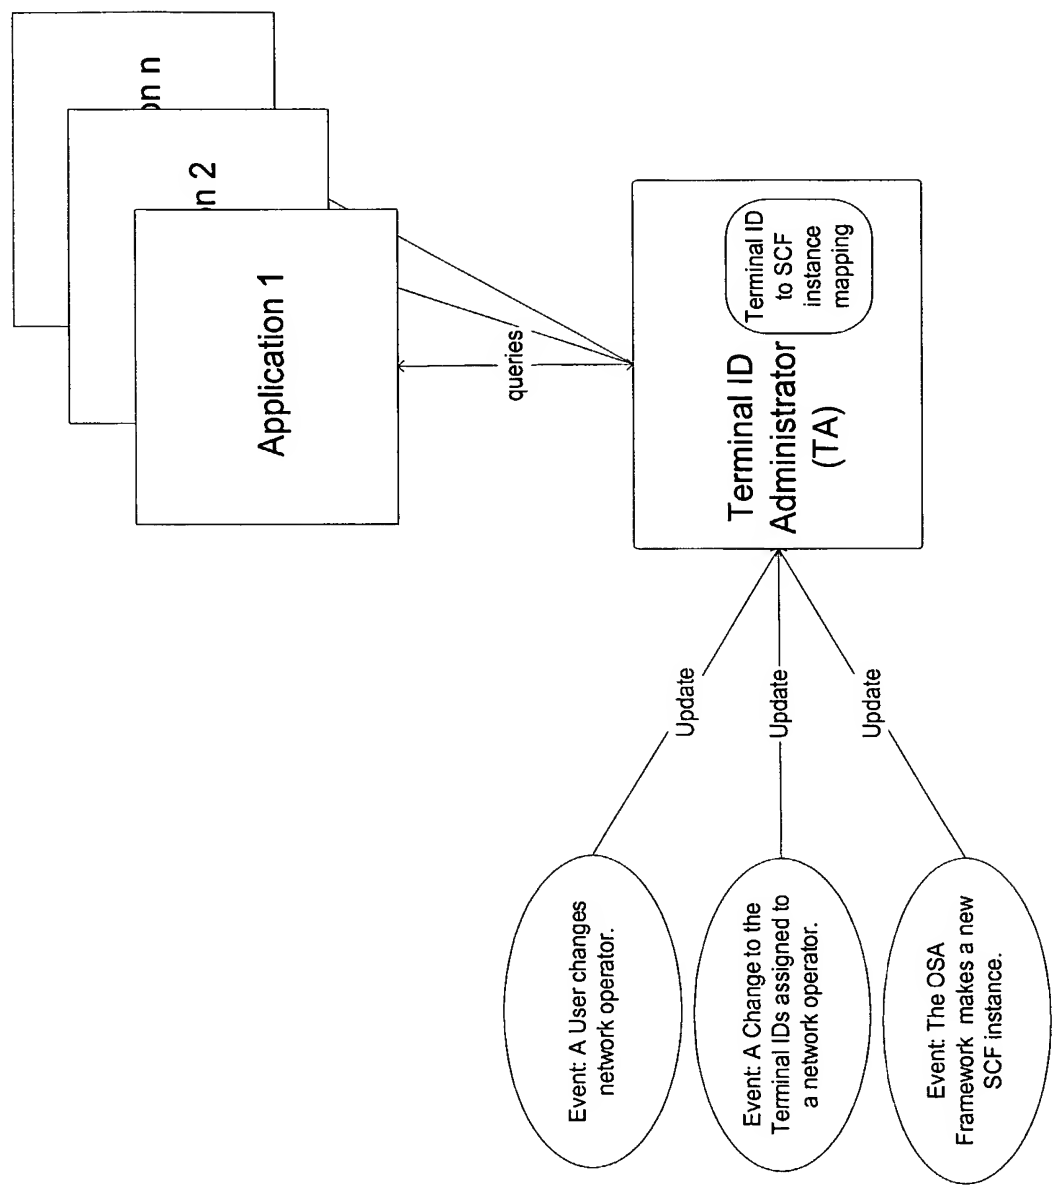 on n
on 2
Application 1
queries
Terminal ID
Administrator
(TA)
Terminal ID
to SCF
instance
mapping
Update
Update
Update
Event: A User changes
network operator.
Event: A Change to the
Terminal IDs assigned to
a network operator.
Event: The OSA
Framework makes a new
SCF instance.